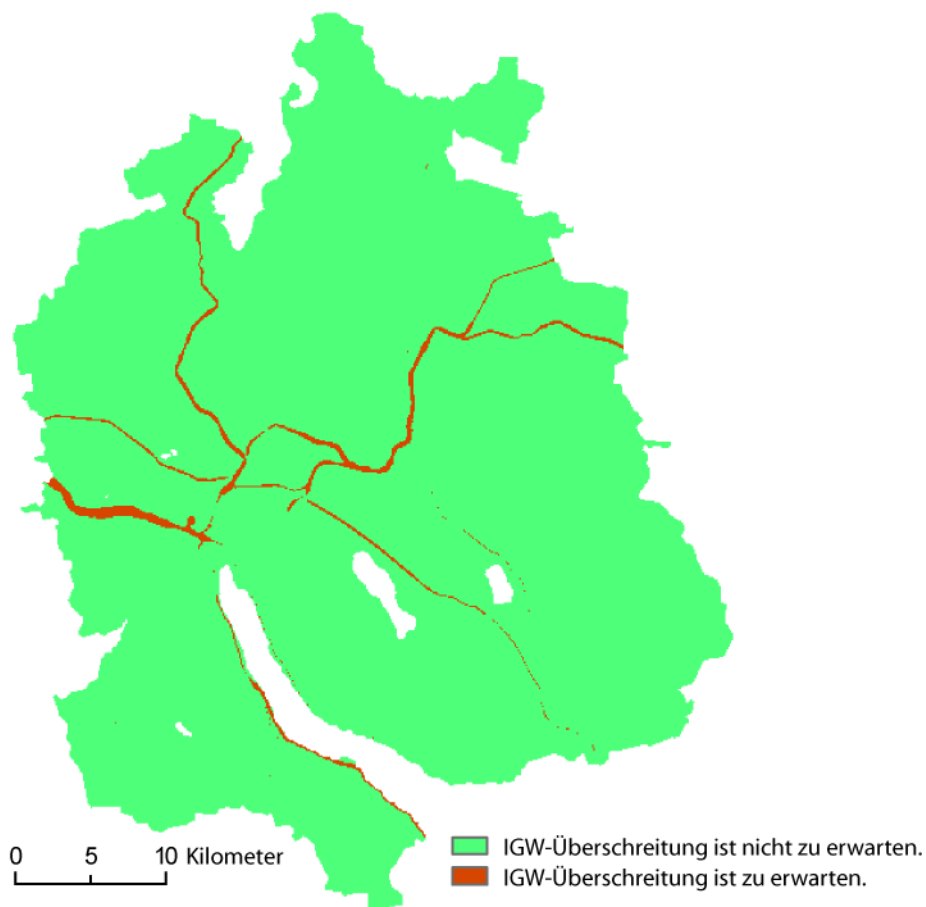 0 5 10 Kilometer
IGW-Überschreitung ist nicht zu erwarten.
IGW-Überschreitung ist zu erwarten.